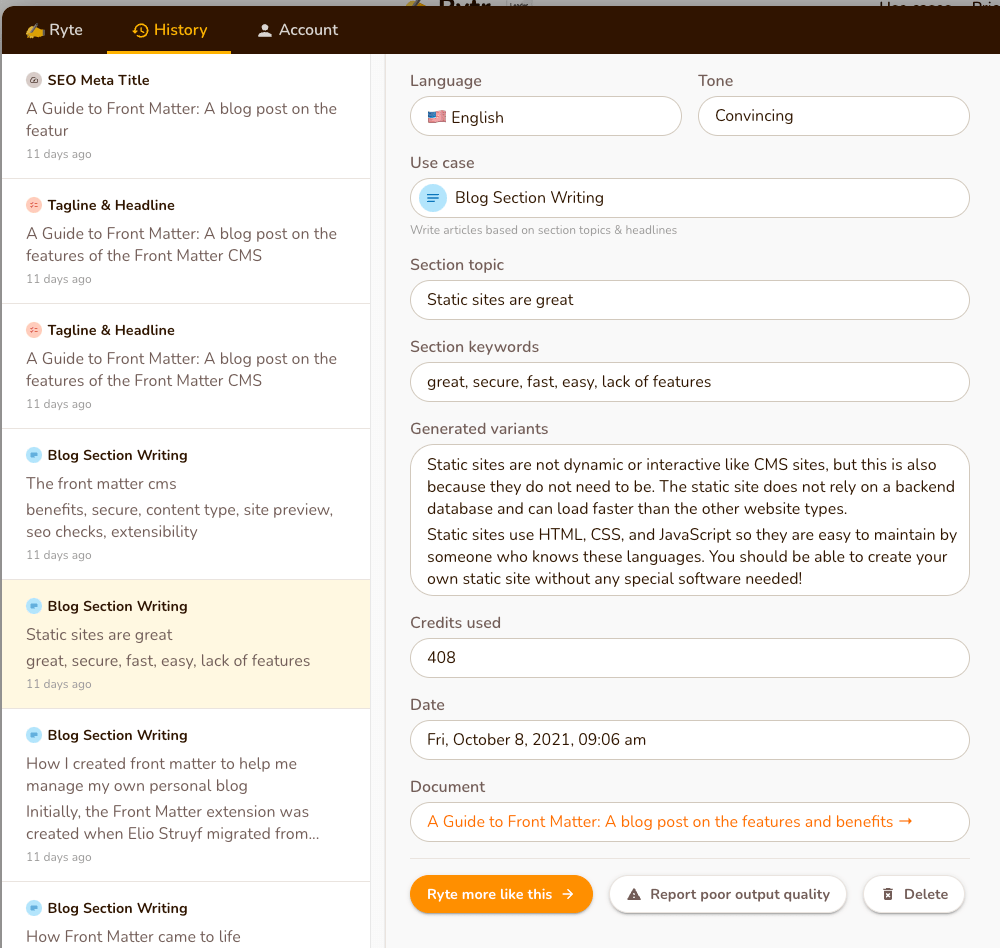 Ryte
History
Account
SEO Meta Title
A Guide to Front Matter: A blog post on the
featur
11 days ago
Tagline & Headline
A Guide to Front Matter: A blog post on the
features of the Front Matter CMS
11 days ago
Tagline & Headline
A Guide to Front Matter: A blog post on the
features of the Front Matter CMS
11 days ago
Blog Section Writing
The front matter cms
benefits, secure, content type, site preview,
seo checks, extensibility
11 days ago
Blog Section Writing
Static sites are great
great, secure, fast, easy, lack of features
11 days ago
Blog Section Writing
How I created front matter to help me
manage my own personal blog
Initially, the Front Matter extension was
created when Elio Struyf migrated from...
11 days ago
Blog Section Writing
How Front Matter came to life
Language
English
Tone
Convincing
Use case
Blog Section Writing
Write articles based on section topics & headlines
Section topic
Static sites are great
Section keywords
great, secure, fast, easy, lack of features
Generated variants
Static sites are not dynamic or interactive like CMS sites, but this is also
because they do not need to be. The static site does not rely on a backend
database and can load faster than the other website types.
Static sites use HTML, CSS, and JavaScript so they are easy to maintain by
someone who knows these languages. You should be able to create your
own static site without any special software needed!
Credits used
408
Date
Fri, October 8, 2021, 09:06 am
Document
A Guide to Front Matter: A blog post on the features and benefits →
Ryte more like this →
Report poor output quality
Delete